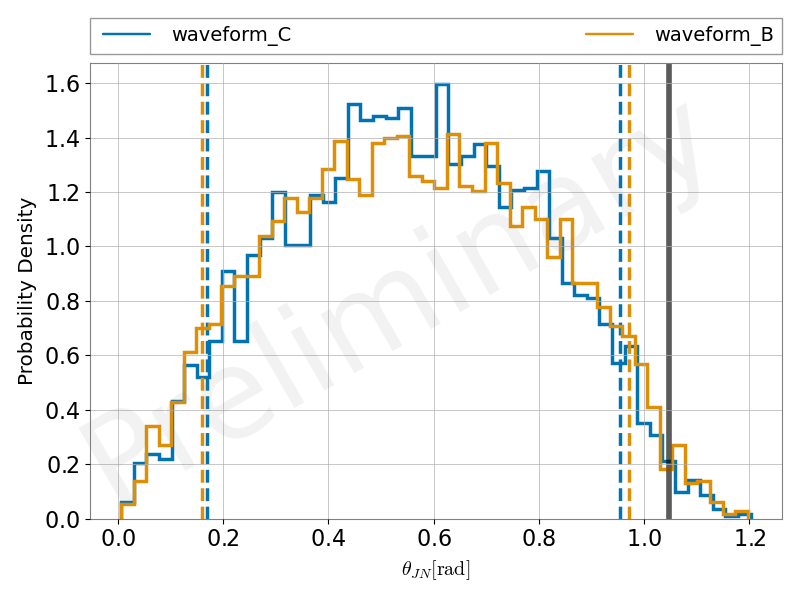 waveform_C waveform_B
Preliminary
Probability Density
1.6
1.4
1.2
1.0
0.8
0.6
0.4
0.2
0.0
0.0 0.2 0.4 0.6 0.8 1.0 1.2
θ_JN[rad]